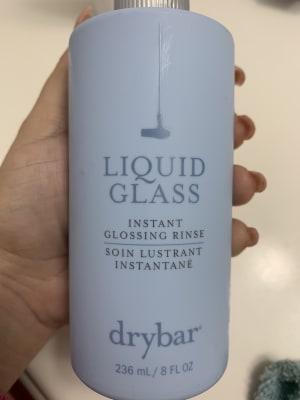 LIQUID
GLASS
INSTANT
GLOSSING RINSE
SOIN LUSTRANT
INSTANTANÉ
drybar®
236 mL / 8 FL OZ